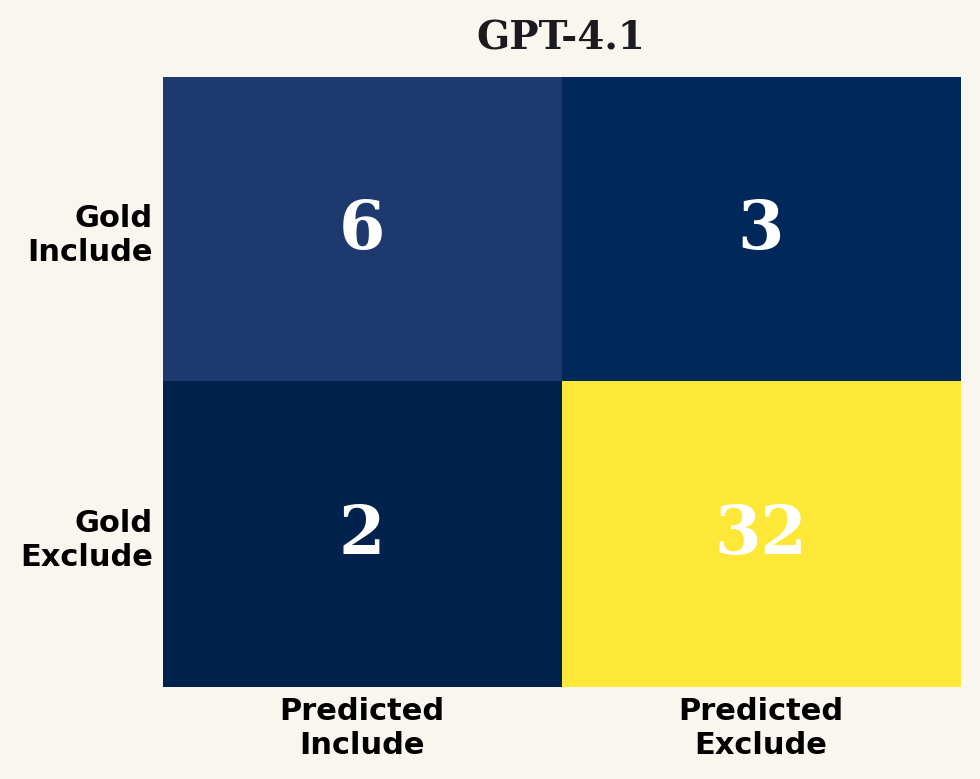 GPT-4.1
Gold
Include
6
3
Gold
Exclude
2
32
Predicted
Include
Predicted
Exclude